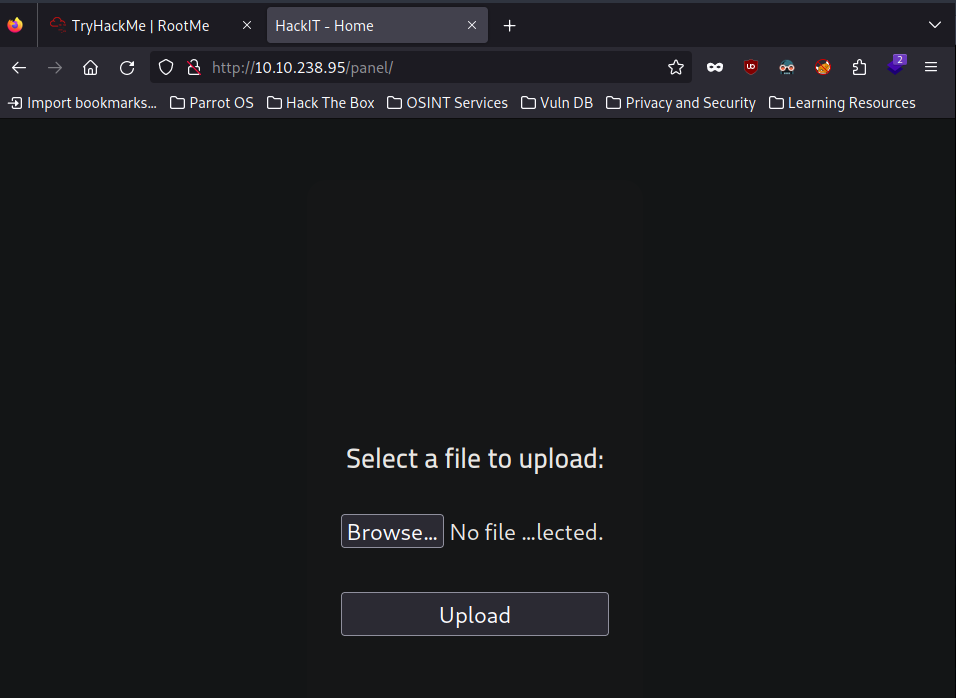 TryHackMe | RootMe HackIT - Home
http://10.10.238.95/panel/ UD 2
Import bookmarks... Parrot OS Hack The Box OSINT Services Vuln DB Privacy and Security Learning Resources
Select a file to upload:
Browse... No file ...lected.
Upload